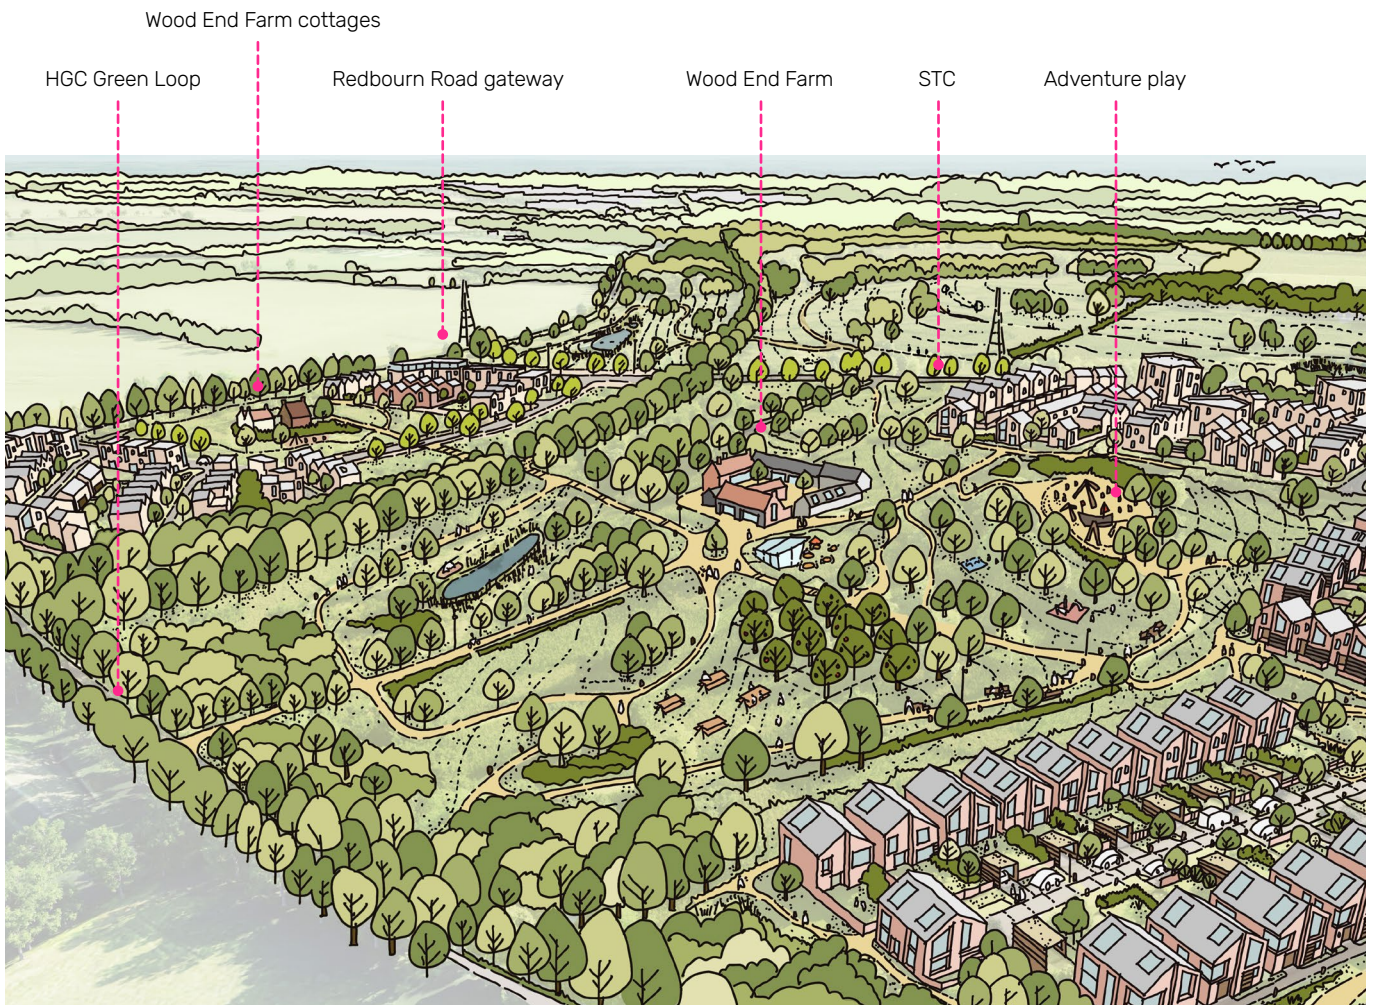 Wood End Farm cottages
HGC Green Loop
Redbourn Road gateway
Wood End Farm
STC
Adventure play